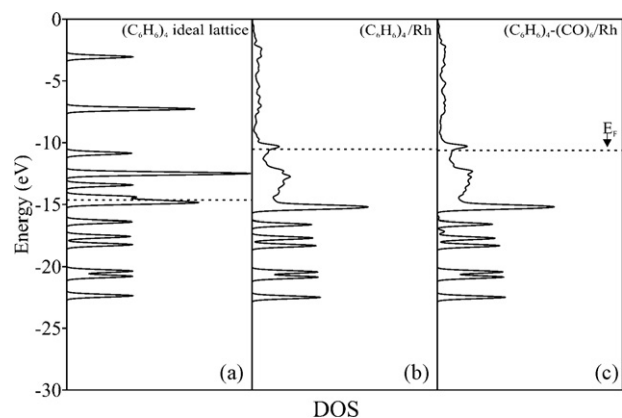 (C₆H₆)₄ ideal lattice
(C₆H₆)₄/Rh
(C₆H₆)₄-(CO)₆/Rh
0
-5
-10
-15
-20
-25
-30
Energy (eV)
E_F
(a)
(b)
(c)
DOS